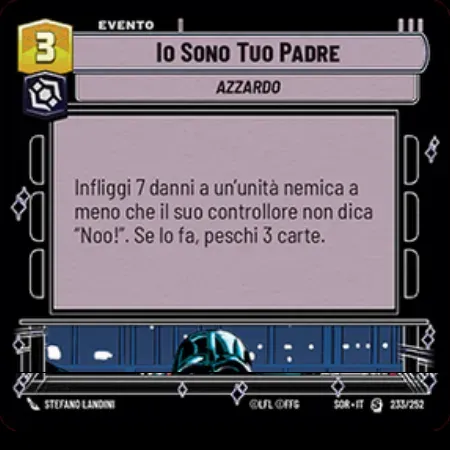 EVENTO
3
IO SONO TUO PADRE
AZZARDO
Infliggi 7 danni a un'unità nemica a
meno che il suo controllore non dica
"Noo!". Se lo fa, peschi 3 carte.
STEFANO LANDINI
©LFL ©FFG
SOR • IT
233/252